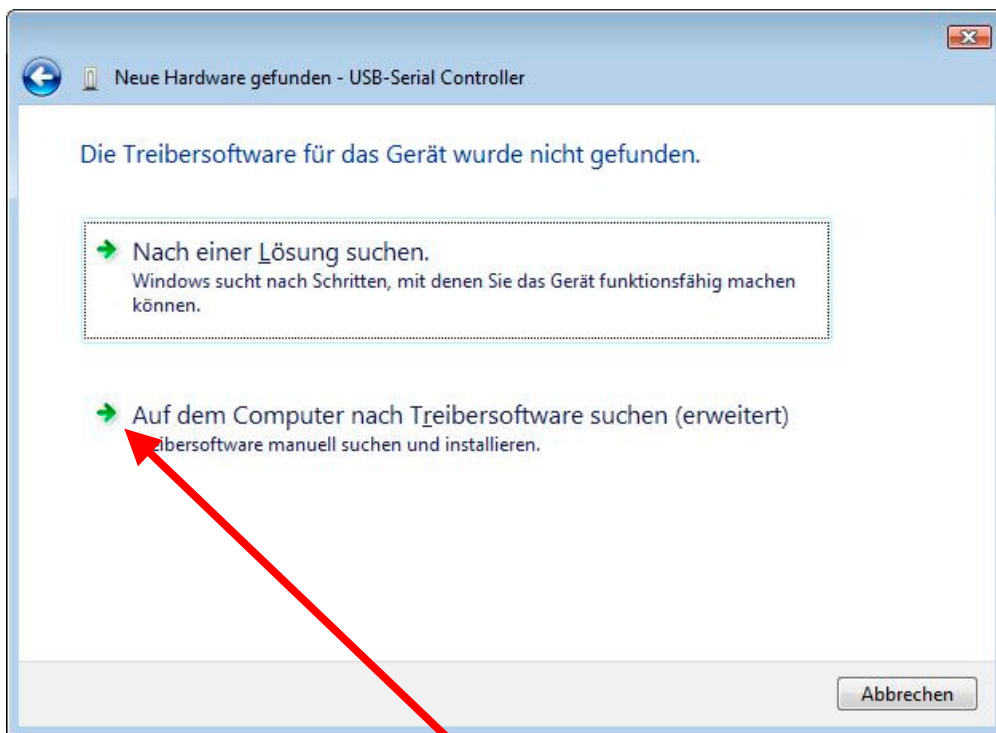 Neue Hardware gefunden - USB-Serial Controller
Die Treibersoftware für das Gerät wurde nicht gefunden.
Nach einer Lösung suchen.
Windows sucht nach Schritten, mit denen Sie das Gerät funktionsfähig machen
können.
Auf dem Computer nach Treibersoftware suchen (erweitert)
Treibersoftware manuell suchen und installieren.
Abbrechen